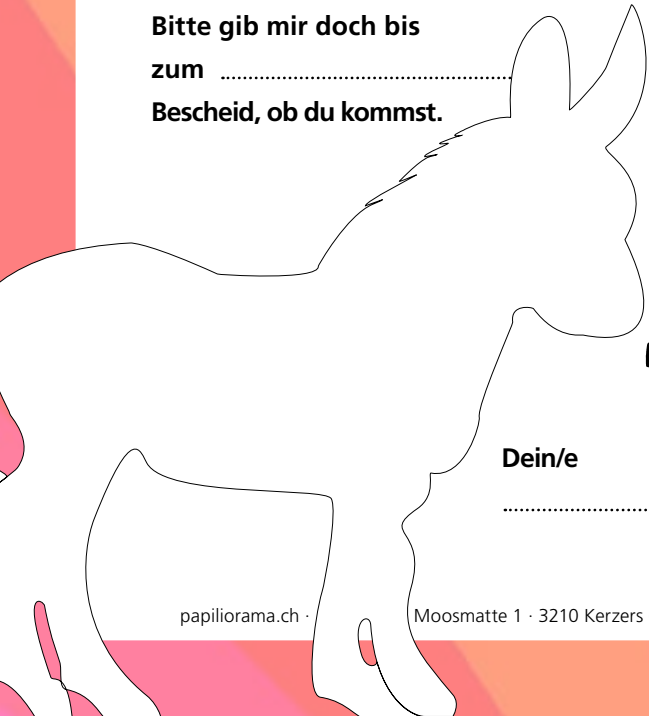 Bitte gib mir doch bis
zum ................................................
Bescheid, ob du kommst.
Dein/e
........................
papiliorama.ch · Moosmatte 1 · 3210 Kerzers